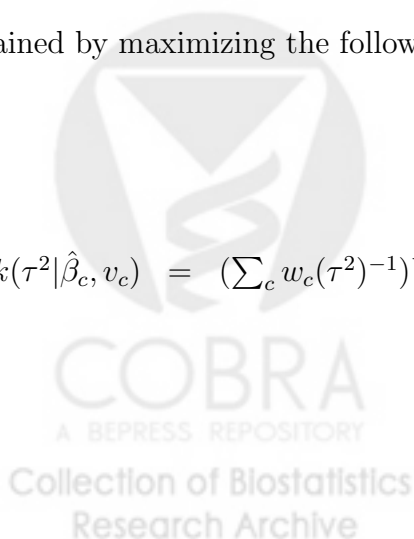 ained by maximizing the follow
k(τ²|β̂_c, v_c) = (∑_c w_c(τ²)⁻¹)
COBRA
A BEPRESS REPOSITORY
Collection of Biostatistics
Research Archive